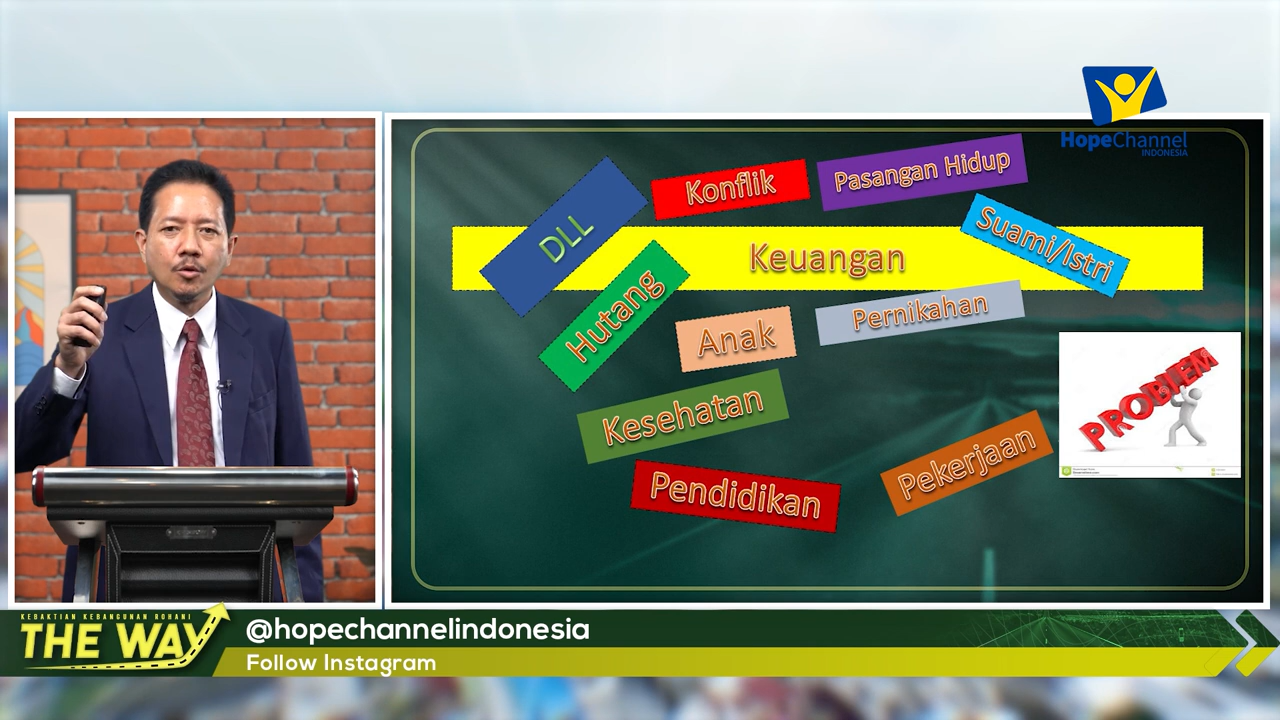 HopeChannel
INDONESIA
Konflik
Pasangan Hidup
DLL
Suami/Istri
Keuangan
Hutang
Anak
Pernikahan
Kesehatan
PROBLEM
Pekerjaan
Pendidikan
KEBAKTIAN KEBANGUNAN ROHANI
THE WAY
@hopechannelindonesia
Follow Instagram